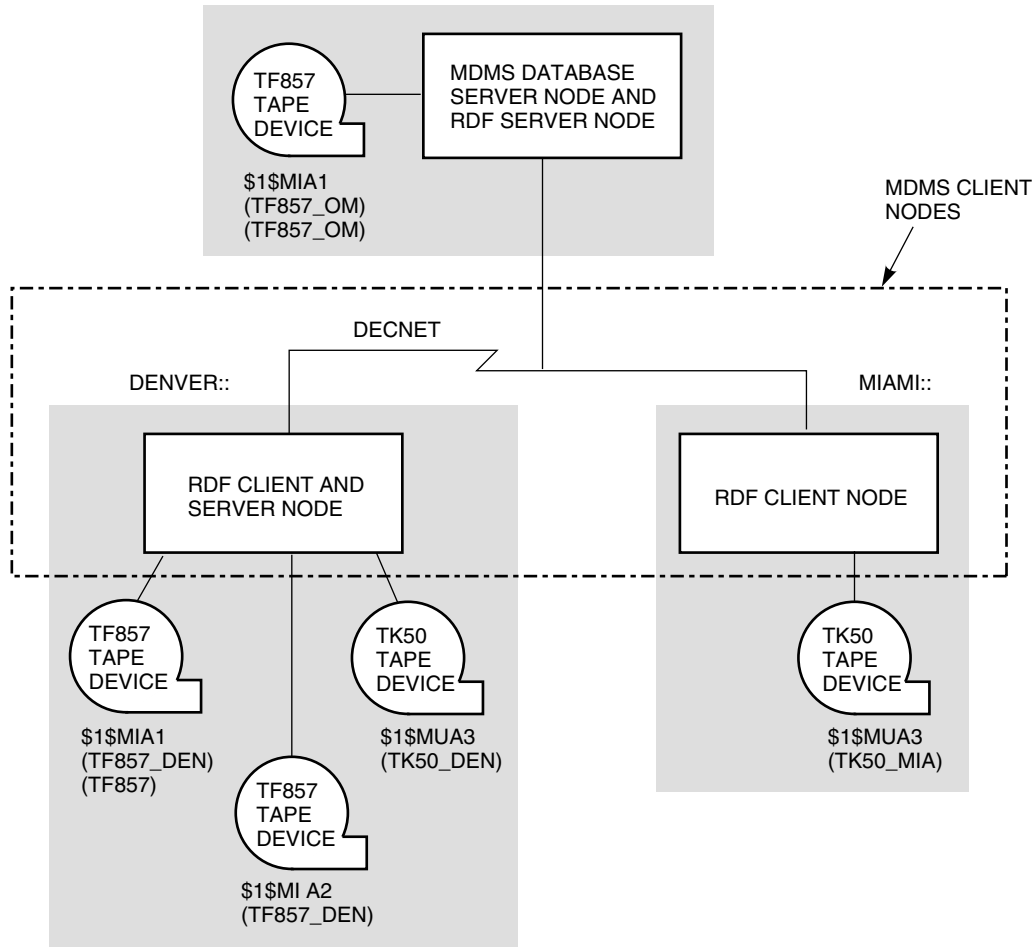 TF857
TAPE
DEVICE
MDMS DATABASE
SERVER NODE AND
RDF SERVER NODE
$1$MIA1
(TF857_OM)
(TF857_OM)
MDMS CLIENT
NODES
DECNET
DENVER::
MIAMI::
RDF CLIENT AND
SERVER NODE
RDF CLIENT NODE
TF857
TAPE
DEVICE
$1$MIA1
(TF857_DEN)
(TF857)
TF857
TAPE
DEVICE
$1$MI A2
(TF857_DEN)
TK50
TAPE
DEVICE
$1$MUA3
(TK50_DEN)
TK50
TAPE
DEVICE
$1$MUA3
(TK50_MIA)